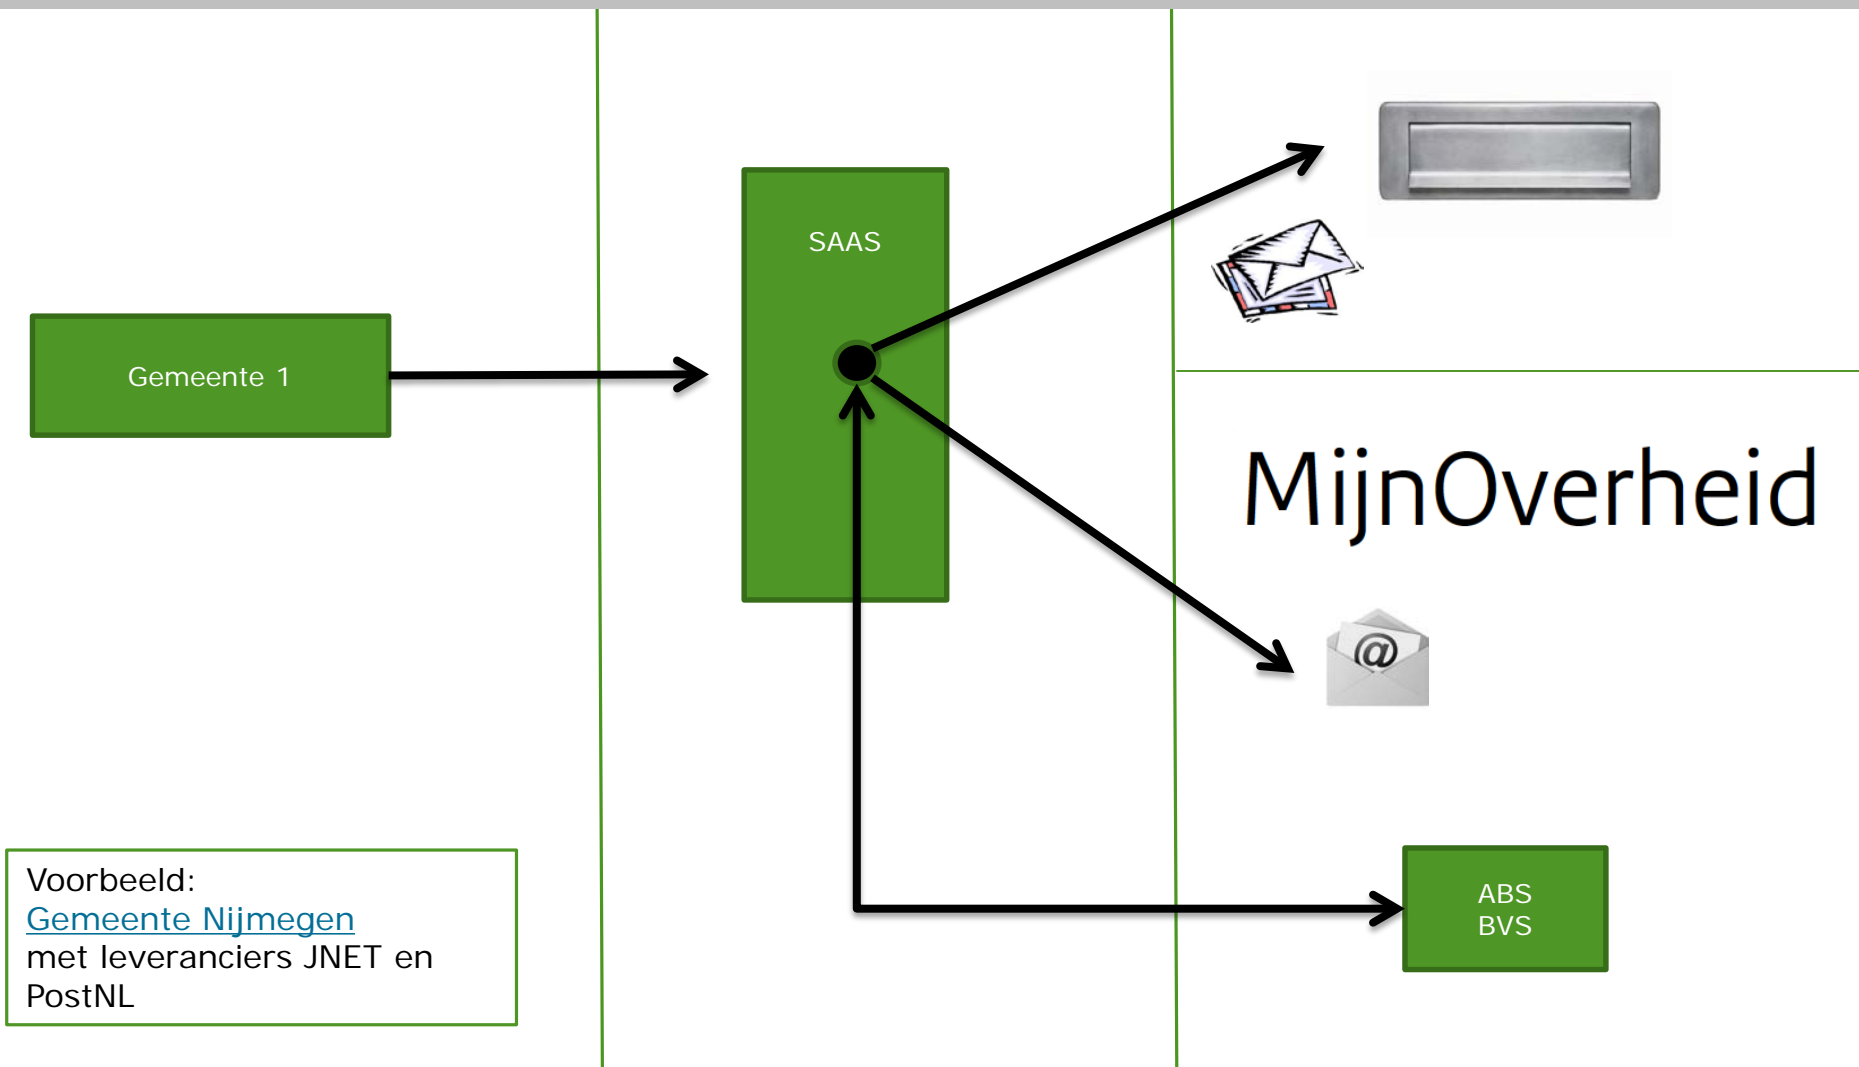 SAAS
Gemeente 1
MijnOverheid
@
ABS
BVS
Voorbeeld:
Gemeente Nijmegen
met leveranciers JNET en
PostNL